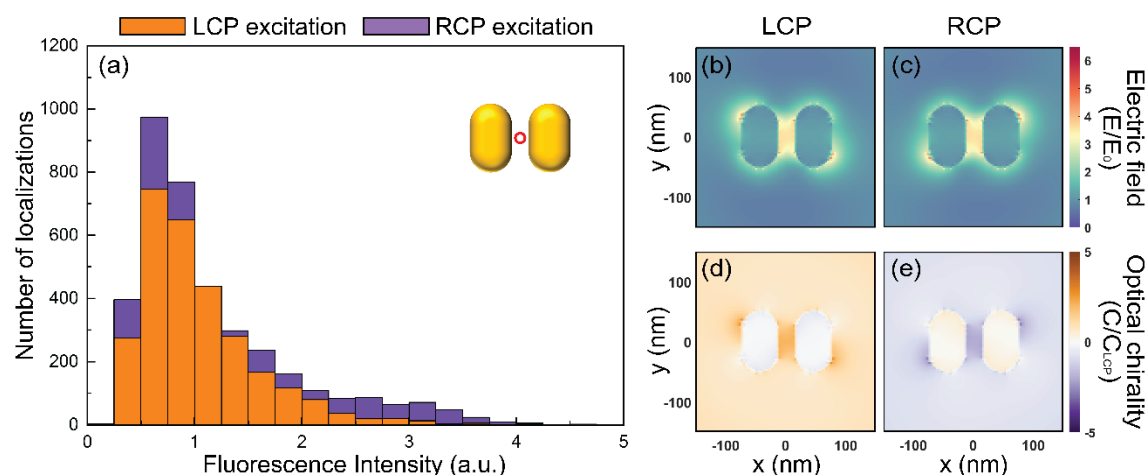 LCP excitation RCP excitation
(a)
1200
1000
800
600
400
200
0
Number of localizations
0 1 2 3 4 5
Fluorescence Intensity (a.u.)
LCP RCP
(b) (c)
100
0
-100
y (nm)
6
5
4
3
2
1
0
Electric field
(E/E₀)
(d) (e)
100
0
-100
y (nm)
-100 0 100
x (nm)
-100 0 100
x (nm)
5
0
-5
Optical chirality
(C/C_LCP)